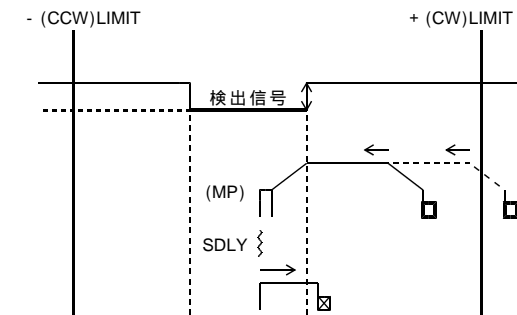 - (CCW)LIMIT
+ (CW)LIMIT
検出信号
(MP)
SDLY